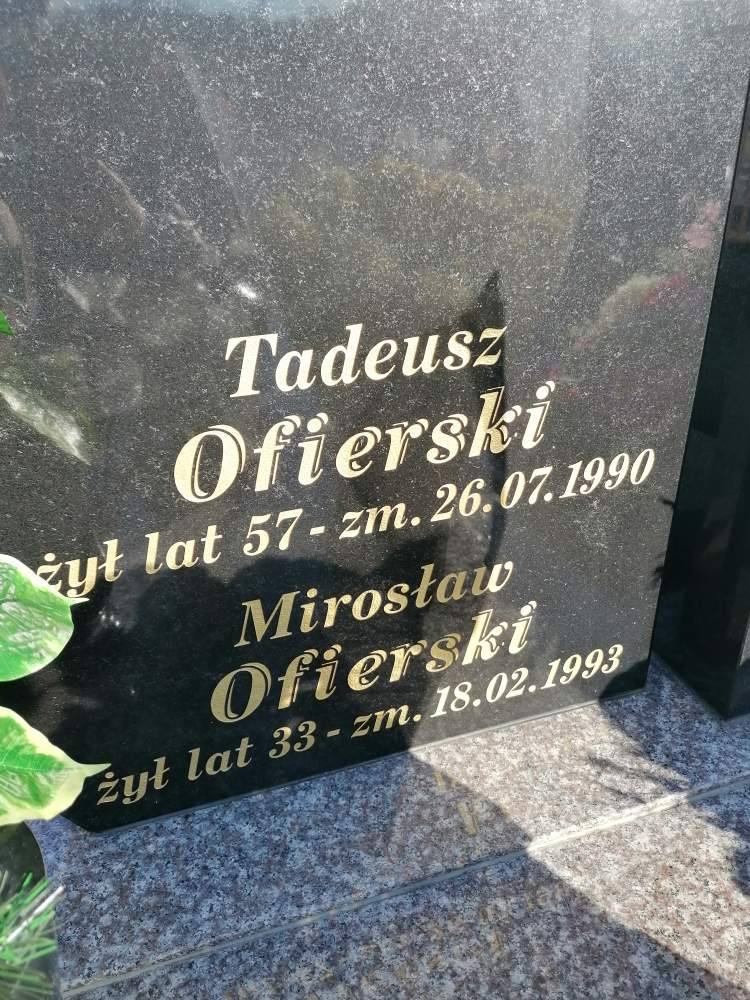 Tadeusz
Ofierski
żył lat 57 - zm. 26.07.1990
Mirosław
Ofierski
żył lat 33 - zm. 18.02.1993